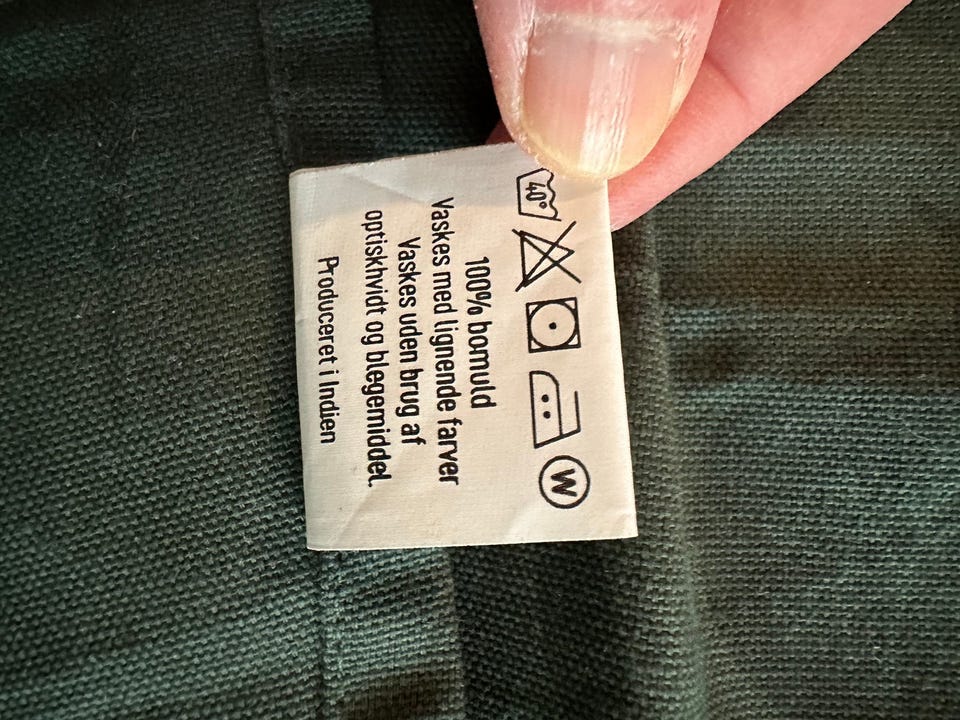 40°
W
100% bomuld
Vaskes med lignende farver
Vaskes uden brug af
optiskhvidt og blegemiddel.
Produceret i Indien